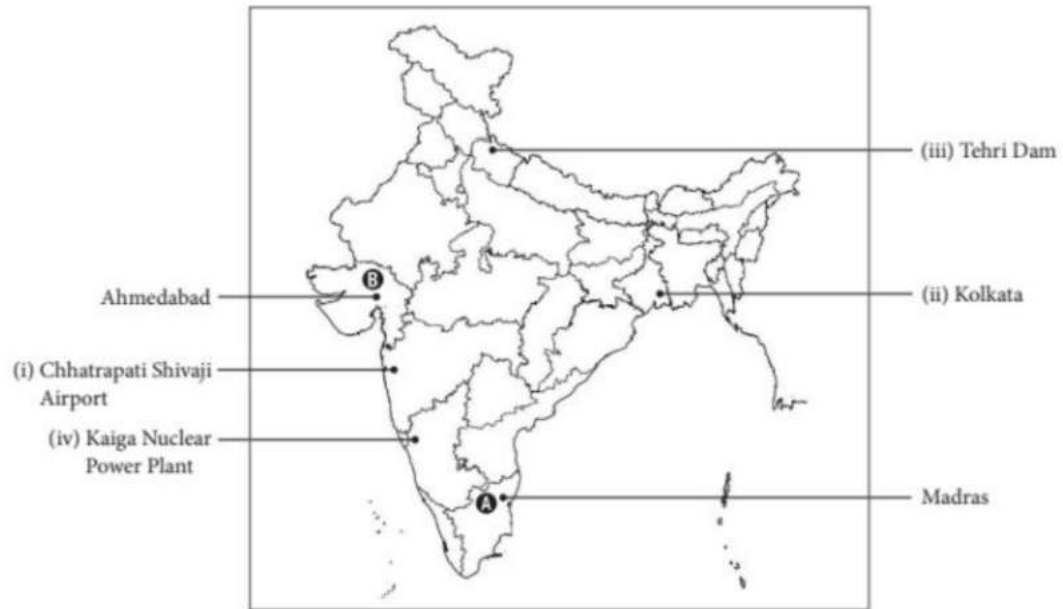 (iii) Tehri Dam
B
Ahmedabad
(ii) Kolkata
(i) Chhatrapati Shivaji
Airport
(iv) Kaiga Nuclear
Power Plant
A
Madras